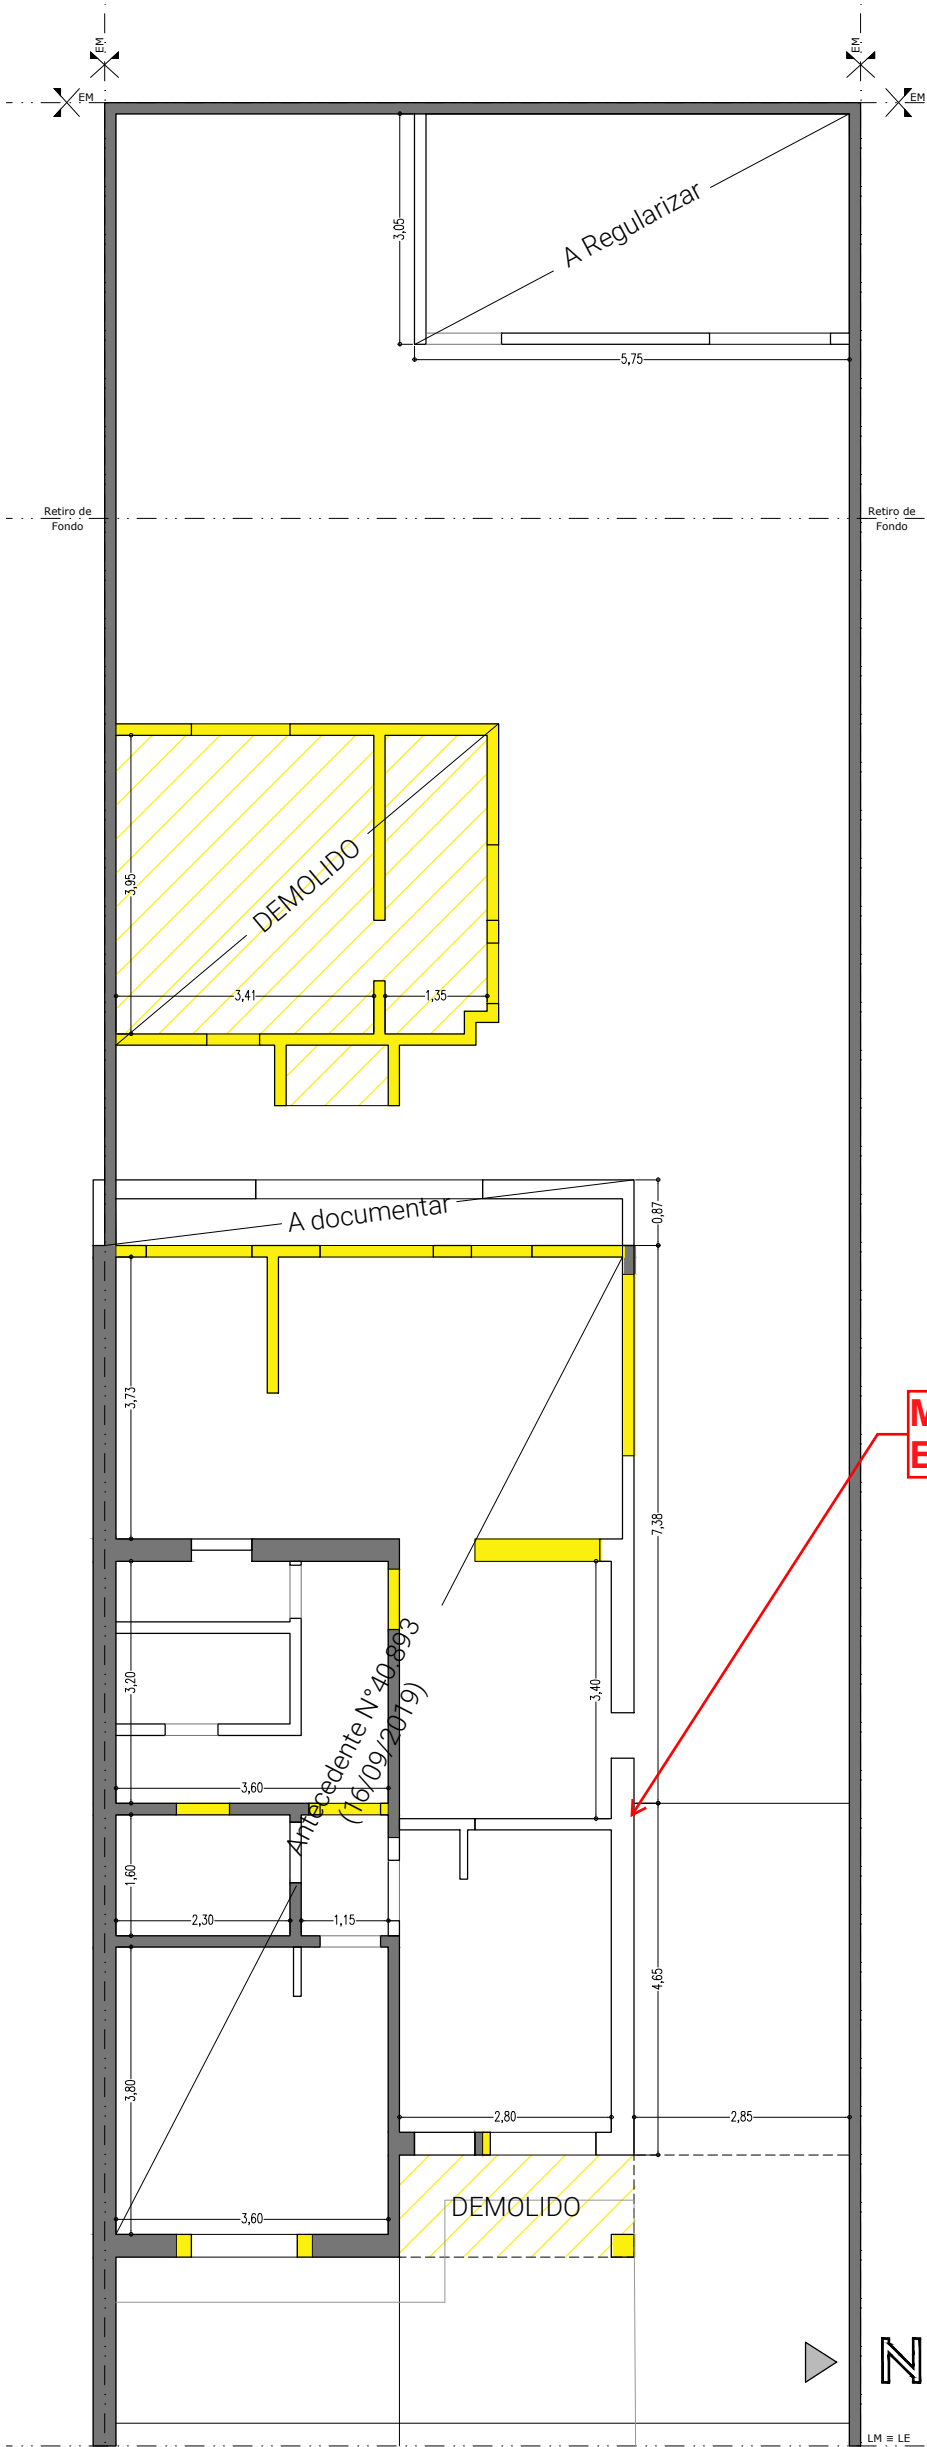 EM
EM
EM
EM
3,05
A Regularizar
5,75
Retiro de
Fondo
Retiro de
Fondo
3,95
DEMOLIDO
3,41
1,35
A documentar
0,87
3,73
7,38
M
E
3,20
3,40
Antecedente N°40.893
(16/09/2019)
3,60
1,60
2,30
1,15
4,65
3,80
2,80
2,85
3,60
DEMOLIDO
N
LM ≡ LE